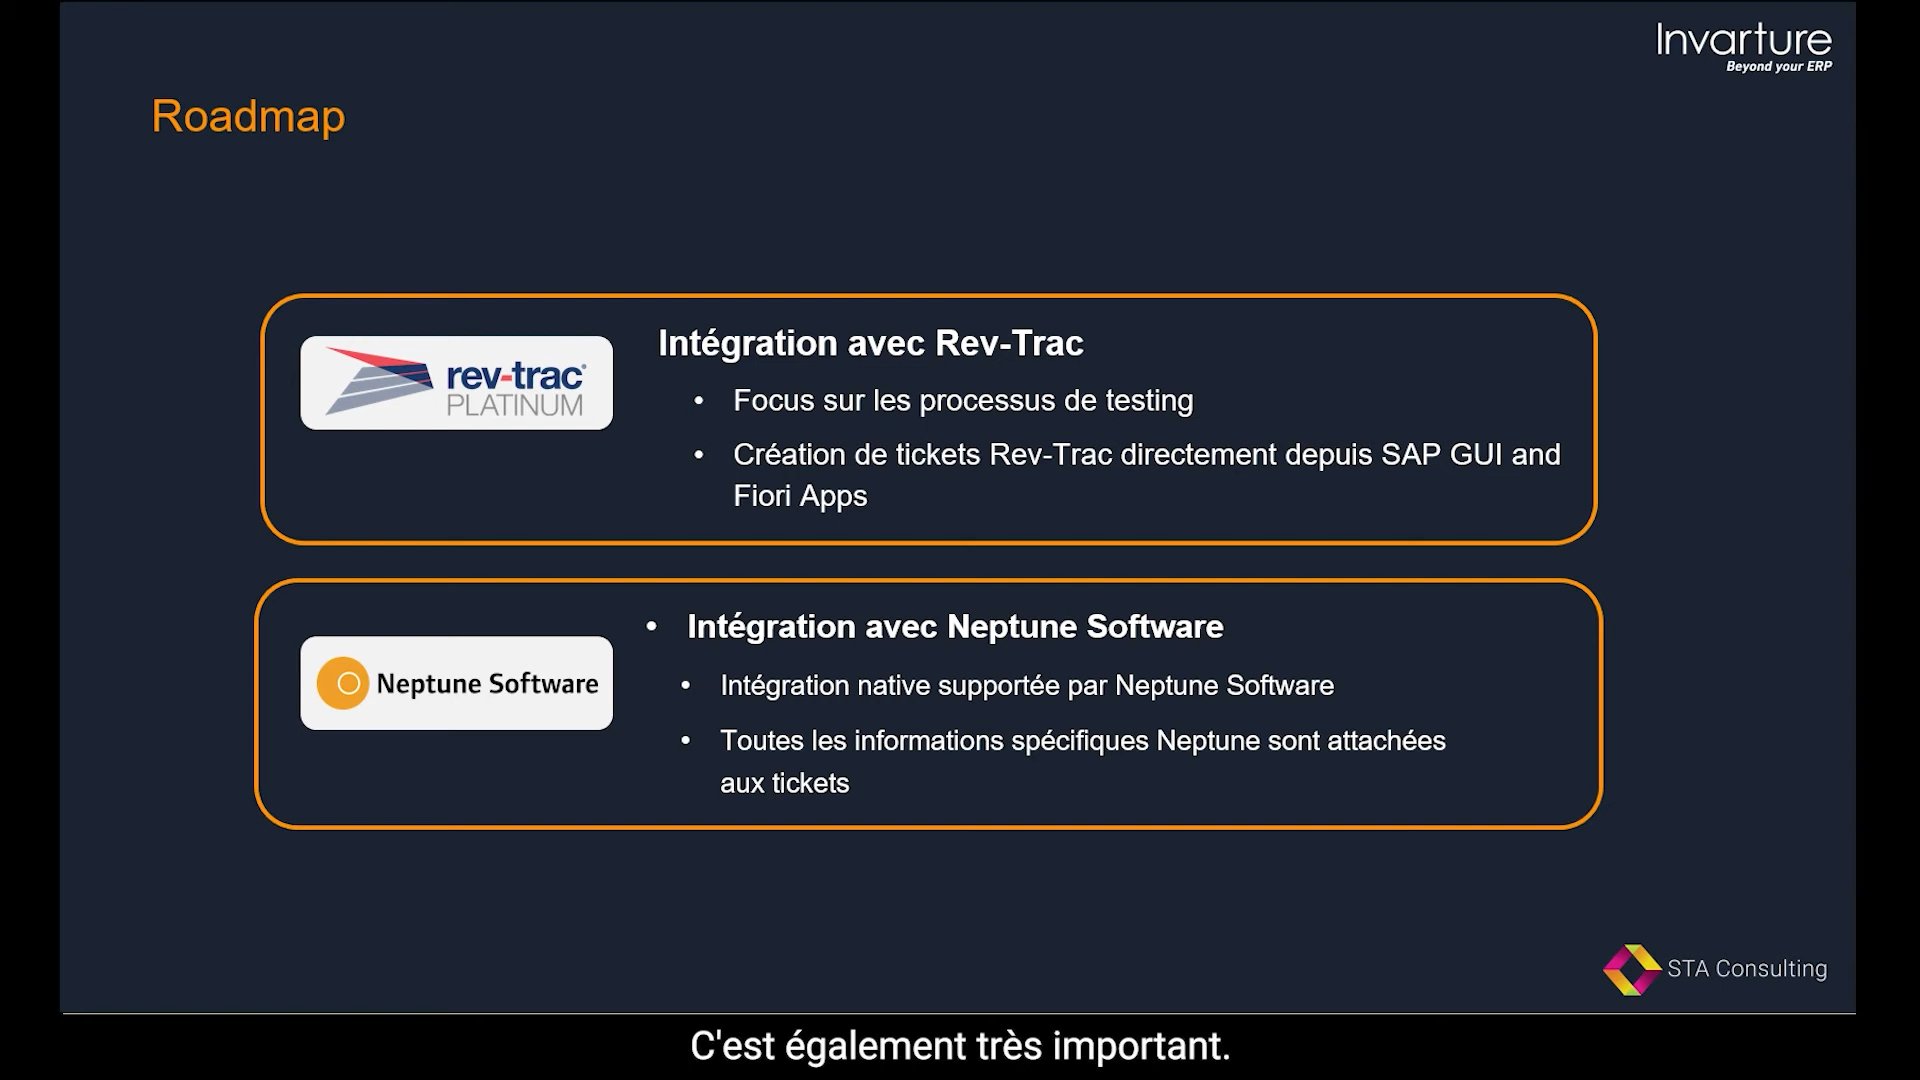 Invarture
Beyond your ERP
Roadmap
rev-trac®
PLATINUM
Intégration avec Rev-Trac
• Focus sur les processus de testing
• Création de tickets Rev-Trac directement depuis SAP GUI and
Fiori Apps
Neptune Software
• Intégration avec Neptune Software
• Intégration native supportée par Neptune Software
• Toutes les informations spécifiques Neptune sont attachées
aux tickets
STA Consulting
C'est également très important.